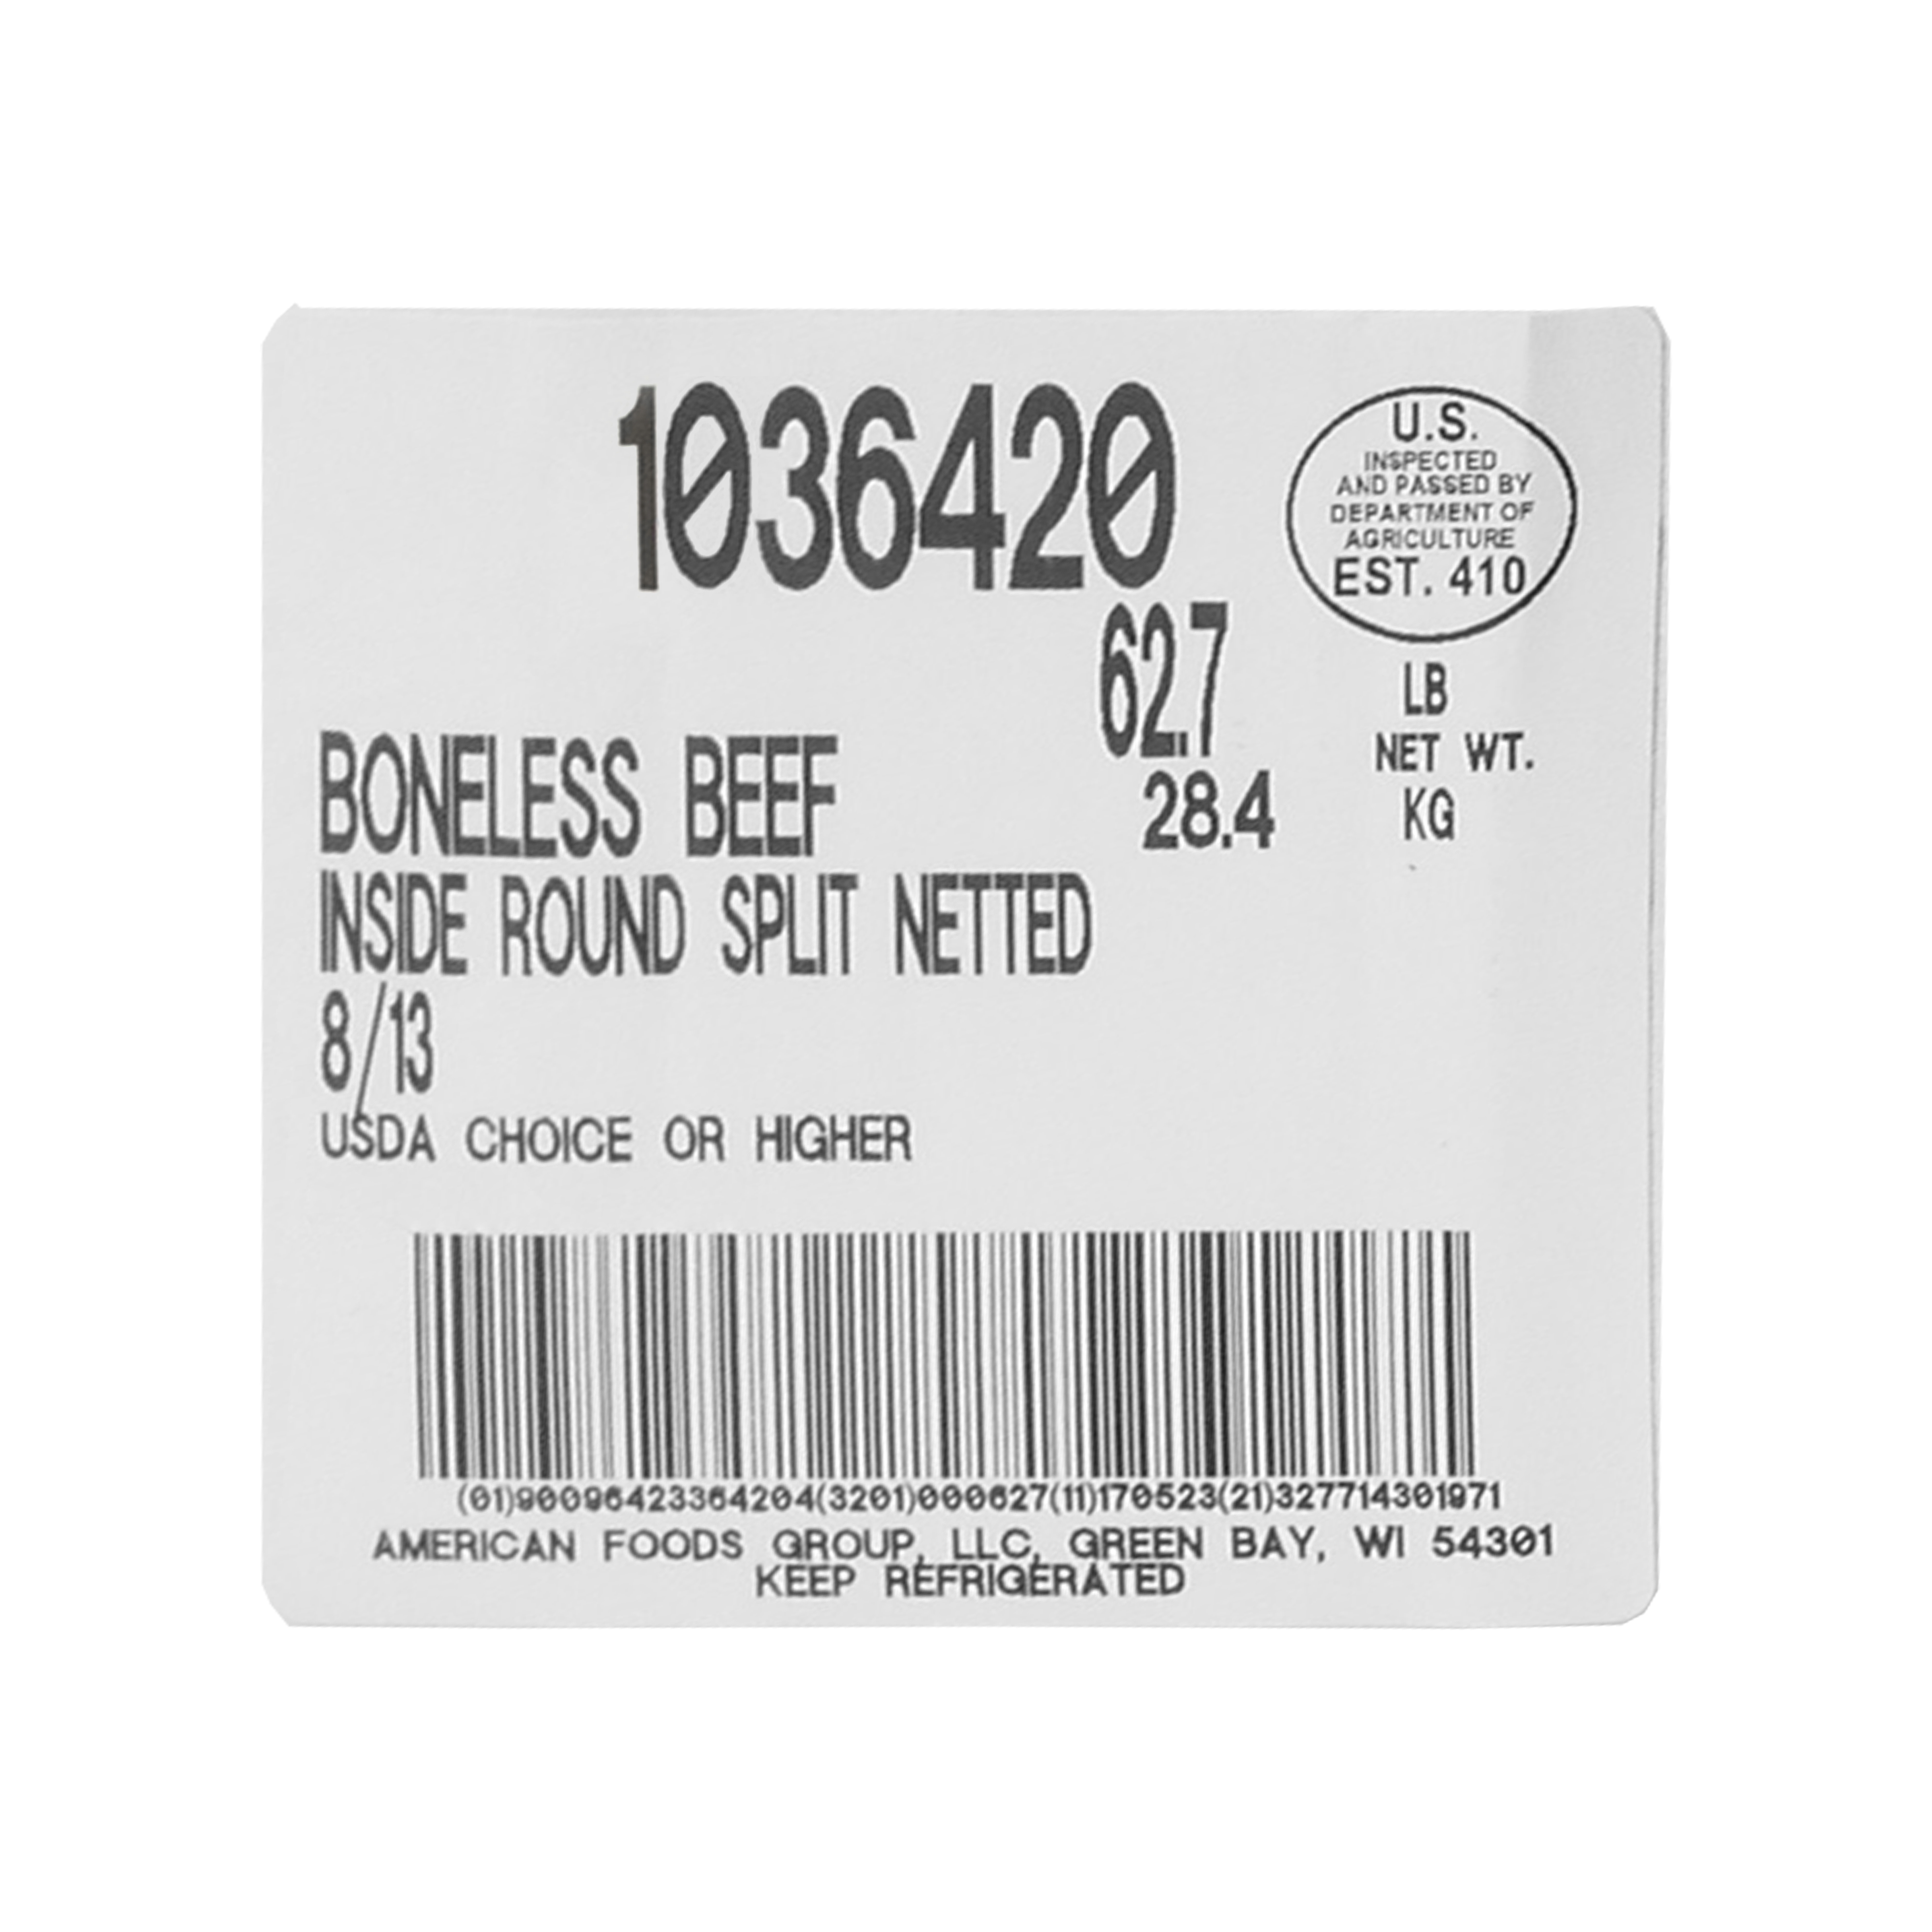 1036420
U.S.
INSPECTED
AND PASSED BY
DEPARTMENT OF
AGRICULTURE
EST. 410
62.7 LB
NET WT.
28.4 KG
BONELESS BEEF
INSIDE ROUND SPLIT NETTED
8/13
USDA CHOICE OR HIGHER
(01)90096423364204(3201)000627(11)170523(21)327714301971
AMERICAN FOODS GROUP, LLC, GREEN BAY, WI 54301
KEEP REFRIGERATED